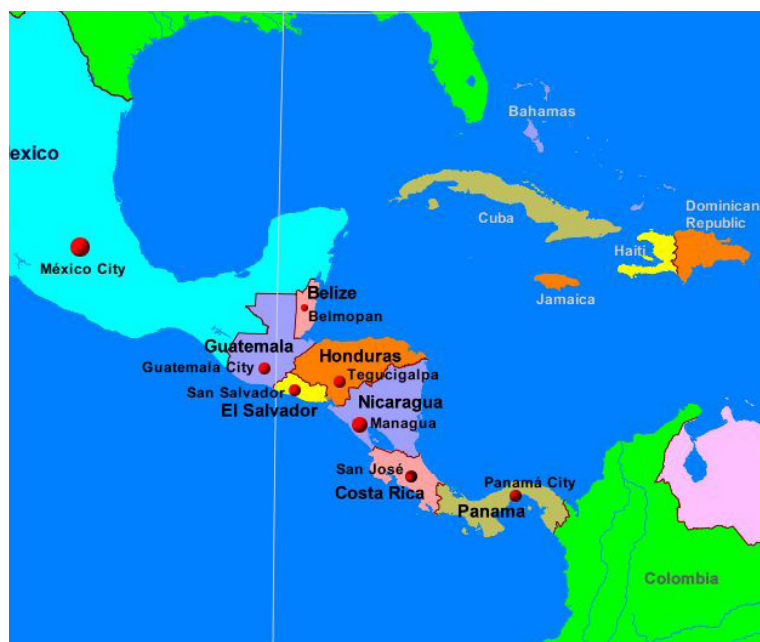 Bahamas
exico
Dominican
Republic
Cuba
Haiti
México City
Jamaica
Belize
Belmopan
Guatemala
Honduras
Guatemala City
Tegucigalpa
San Salvador
Nicaragua
El Salvador
Managua
San José
Panamá City
Costa Rica
Panama
Colombia